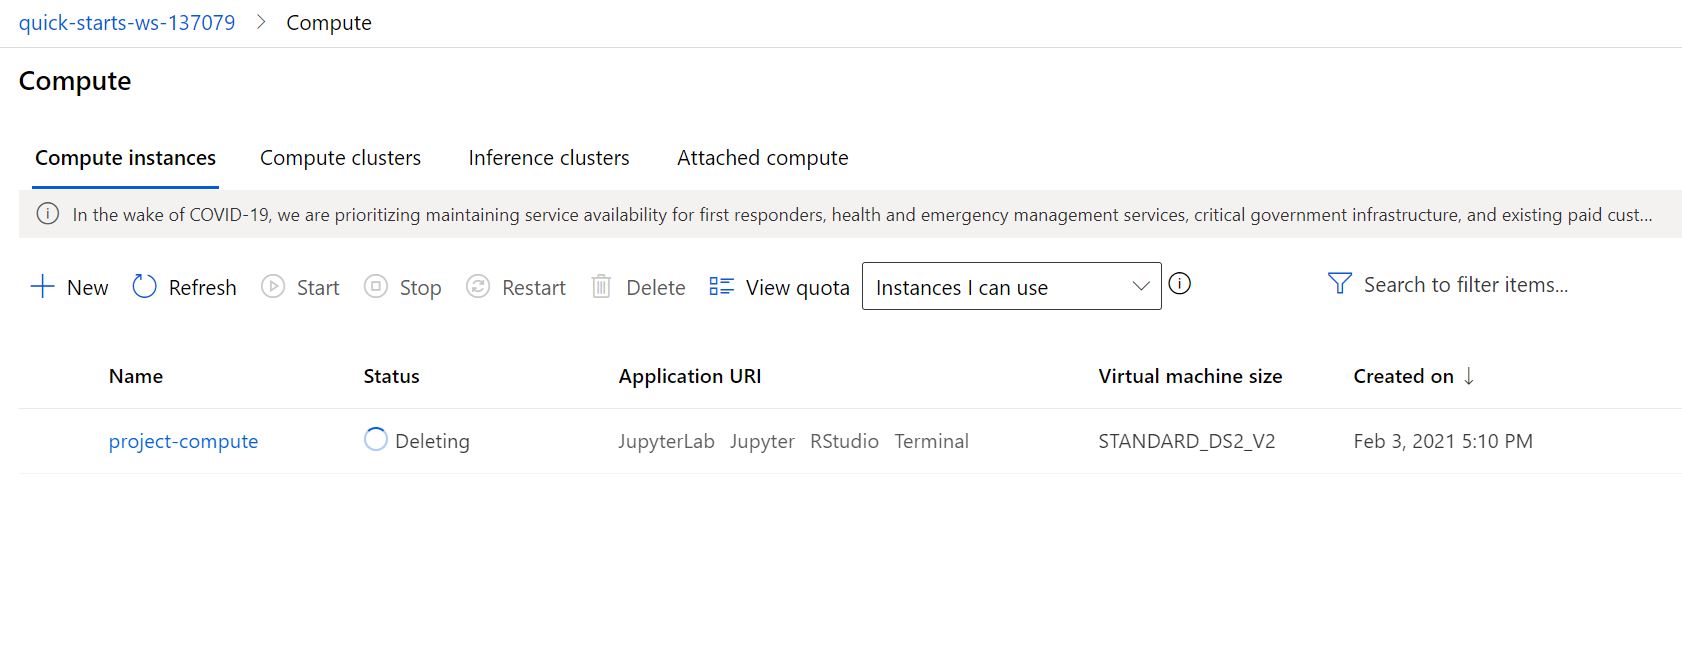 quick-starts-ws-137079 > Compute
Compute
Compute instances Compute clusters Inference clusters Attached compute
In the wake of COVID-19, we are prioritizing maintaining service availability for first responders, health and emergency management services, critical government infrastructure, and existing paid cust...
New Refresh Start Stop Restart Delete View quota Instances I can use Search to filter items...
Name Status Application URI Virtual machine size Created on ↓
project-compute Deleting JupyterLab Jupyter RStudio Terminal STANDARD_DS2_V2 Feb 3, 2021 5:10 PM